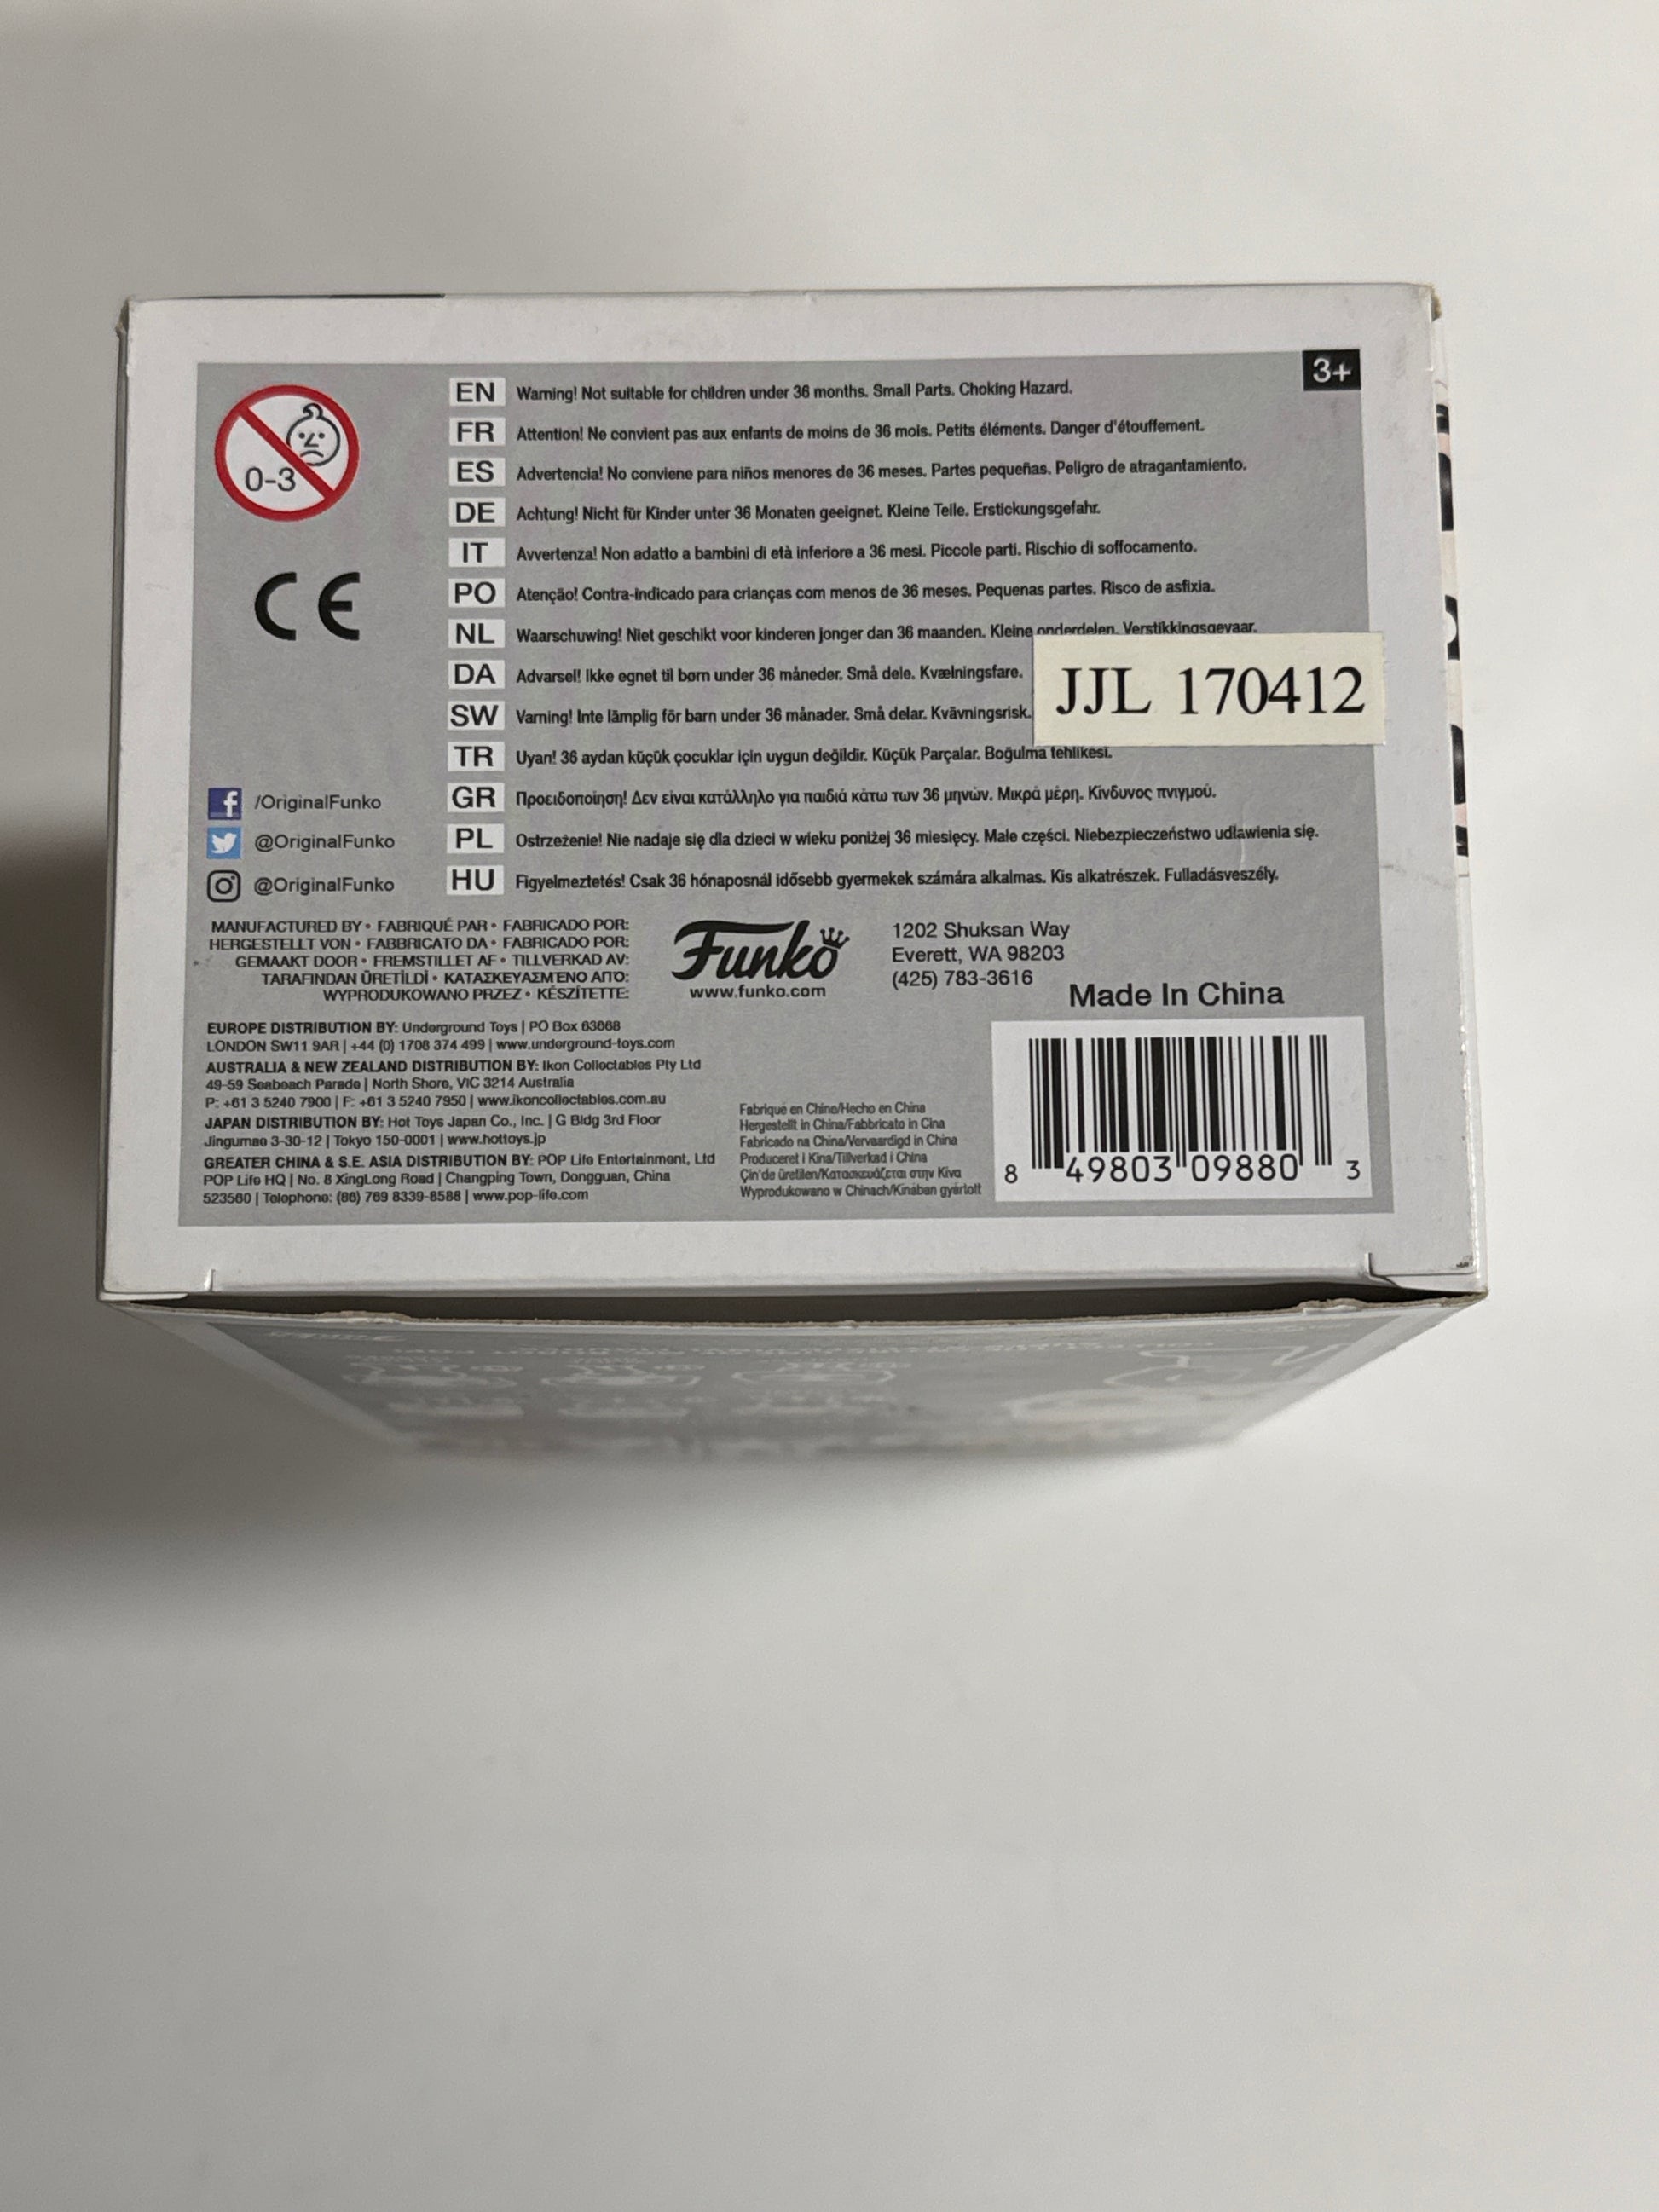 3+
0-3
EN Warning! Not suitable for children under 36 months. Small Parts. Choking Hazard.
FR Attention! Ne convient pas aux enfants de moins de 36 mois. Petits éléments. Danger d'étouffement.
ES Advertencia! No conviene para niños menores de 36 meses. Partes pequeñas. Peligro de atragantamiento.
DE Achtung! Nicht für Kinder unter 36 Monaten geeignet. Kleine Teile. Erstickungsgefahr.
IT Avvertenza! Non adatto a bambini di età inferiore a 36 mesi. Piccole parti. Rischio di soffocamento.
CE
PO Atenção! Contra-indicado para crianças com menos de 36 meses. Pequenas partes. Risco de asfixia.
NL Waarschuwing! Niet geschikt voor kinderen jonger dan 36 maanden. Kleine onderdelen. Verstikkingsgevaar.
DA Advarsel! Ikke egnet til børn under 36 måneder. Små dele. Kvælningsfare.
JJL 170412
SW Varning! Inte lämplig för barn under 36 månader. Små delar. Kvävningsrisk.
TR Uyan! 36 aydan küçük çocuklar için uygun değildir. Küçük Parçalar. Boğulma tehlikesi.
GR Προειδοποίηση! Δεν είναι κατάλληλο για παιδιά κάτω των 36 μηνών. Μικρά μέρη. Κίνδυνος πνιγμού.
PL Ostrzeżenie! Nie nadaje się dla dzieci w wieku poniżej 36 miesięcy. Małe części. Niebezpieczeństwo udławienia się.
HU Figyelmeztetés! Csak 36 hónaposnál idősebb gyermekek számára alkalmas. Kis alkatrészek. Fulladásveszély.
/OriginalFunko
@OriginalFunko
@OriginalFunko
MANUFACTURED BY • FABRIQUÉ PAR • FABRICADO POR:
HERGESTELLT VON • FABBRICATO DA • FABRICADO POR:
GEMAAKT DOOR • FREMSTILLET AF • TILLVERKAD AV:
TARAFINDAN ÜRETİLDİ • ΚΑΤΑΣΚΕΥΑΣΜΈΝΟ ΑΠΌ:
WYPRODUKOWANO PRZEZ • KÉSZÍTETTE:
Funko
www.funko.com
1202 Shuksan Way
Everett, WA 98203
(425) 783-3616
Made In China
EUROPE DISTRIBUTION BY: Underground Toys | PO Box 63668
LONDON SW11 9AR | +44 (0) 1708 374 499 | www.underground-toys.com
AUSTRALIA & NEW ZEALAND DISTRIBUTION BY: Ikon Collectables Pty Ltd
49-59 Seabeach Parade | North Shore, VIC 3214 Australia
P: +61 3 5240 7900 | F: +61 3 5240 7950 | www.ikoncollectables.com.au
JAPAN DISTRIBUTION BY: Hot Toys Japan Co., Inc. | G Bldg 3rd Floor
Jingumae 3-30-12 | Tokyo 150-0001 | www.hottoys.jp
GREATER CHINA & S.E. ASIA DISTRIBUTION BY: POP Life Entertainment, Ltd
POP Life HQ | No. 8 XingLong Road | Changping Town, Dongguan, China
523560 | Telephone: (86) 769 8339-8588 | www.pop-life.com
Fabriqué en Chine/Hecho en China
Hergestellt in China/Fabbricato in Cina
Fabricado na China/Vervaardigd in China
Produceret i Kina/Tillverkad i China
Çin'de üretilen/Κατασκευάζεται στην Κίνα
Wyprodukowano w Chinach/Kinában gyártott
8 49803 09880 3